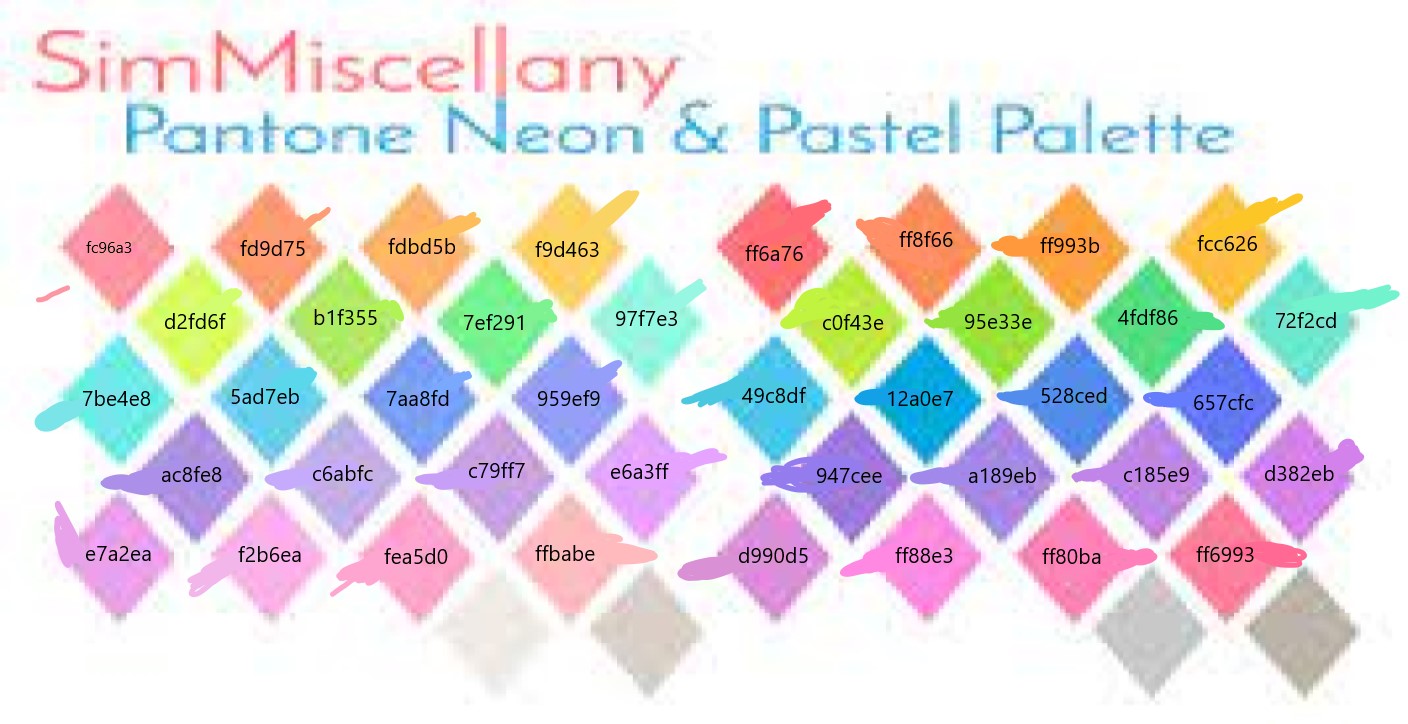 SimMiscellany
Pantone Neon & Pastel Palette
fc96a3 fd9d75 fdbd5b f9d463 ff6a76 ff8f66 ff993b fcc626
d2fd6f b1f355 7ef291 97f7e3 c0f43e 95e33e 4fdf86 72f2cd
7be4e8 5ad7eb 7aa8fd 959ef9 49c8df 12a0e7 528ced 657cfc
ac8fe8 c6abfc c79ff7 e6a3ff 947cee a189eb c185e9 d382eb
e7a2ea f2b6ea fea5d0 ffbabe d990d5 ff88e3 ff80ba ff6993